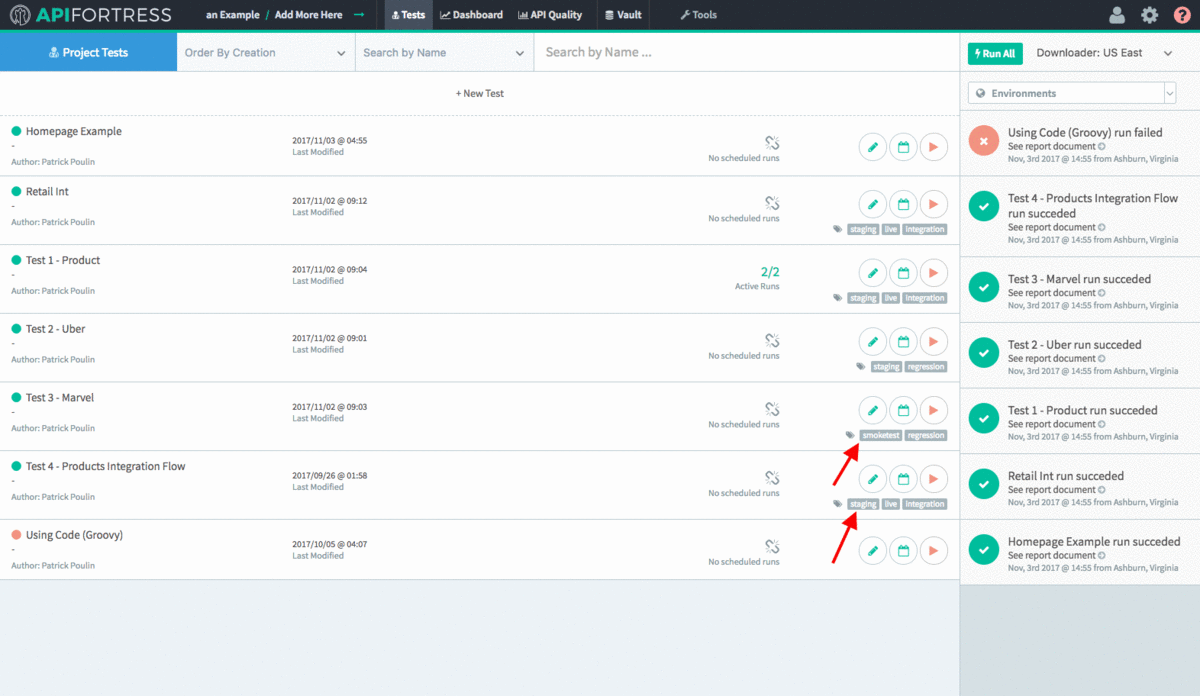 APIFORTRESS an Example / Add More Here → Tests Dashboard API Quality Vault Tools ?
Project Tests Order By Creation Search by Name Search by Name ... Run All Downloader: US East
+ New Test
Environments
Homepage Example
-
Author: Patrick Poulin
2017/11/03 @ 04:55
Last Modified
No scheduled runs
Retail Int
-
Author: Patrick Poulin
2017/11/02 @ 09:12
Last Modified
No scheduled runs
staging live integration
Test 1 - Product
-
Author: Patrick Poulin
2017/11/02 @ 09:04
Last Modified
2/2
Active Runs
staging live integration
Test 2 - Uber
-
Author: Patrick Poulin
2017/11/02 @ 09:01
Last Modified
No scheduled runs
staging regression
Test 3 - Marvel
-
Author: Patrick Poulin
2017/11/02 @ 09:03
Last Modified
No scheduled runs
smoketest regression
Test 4 - Products Integration Flow
-
Author: Patrick Poulin
2017/09/26 @ 01:58
Last Modified
No scheduled runs
staging live integration
Using Code (Groovy)
-
Author: Patrick Poulin
2017/10/05 @ 04:07
Last Modified
No scheduled runs
Using Code (Groovy) run failed
See report document
Nov, 3rd 2017 @ 14:55 from Ashburn, Virginia
Test 4 - Products Integration Flow
run succeded
See report document
Nov, 3rd 2017 @ 14:55 from Ashburn, Virginia
Test 3 - Marvel run succeded
See report document
Nov, 3rd 2017 @ 14:55 from Ashburn, Virginia
Test 2 - Uber run succeeded
See report document
Nov, 3rd 2017 @ 14:55 from Ashburn, Virginia
Test 1 - Product run succeeded
See report document
Nov, 3rd 2017 @ 14:55 from Ashburn, Virginia
Retail Int run succeded
See report document
Nov, 3rd 2017 @ 14:55 from Ashburn, Virginia
Homepage Example run succeeded
See report document
Nov, 3rd 2017 @ 14:55 from Ashburn, Virginia